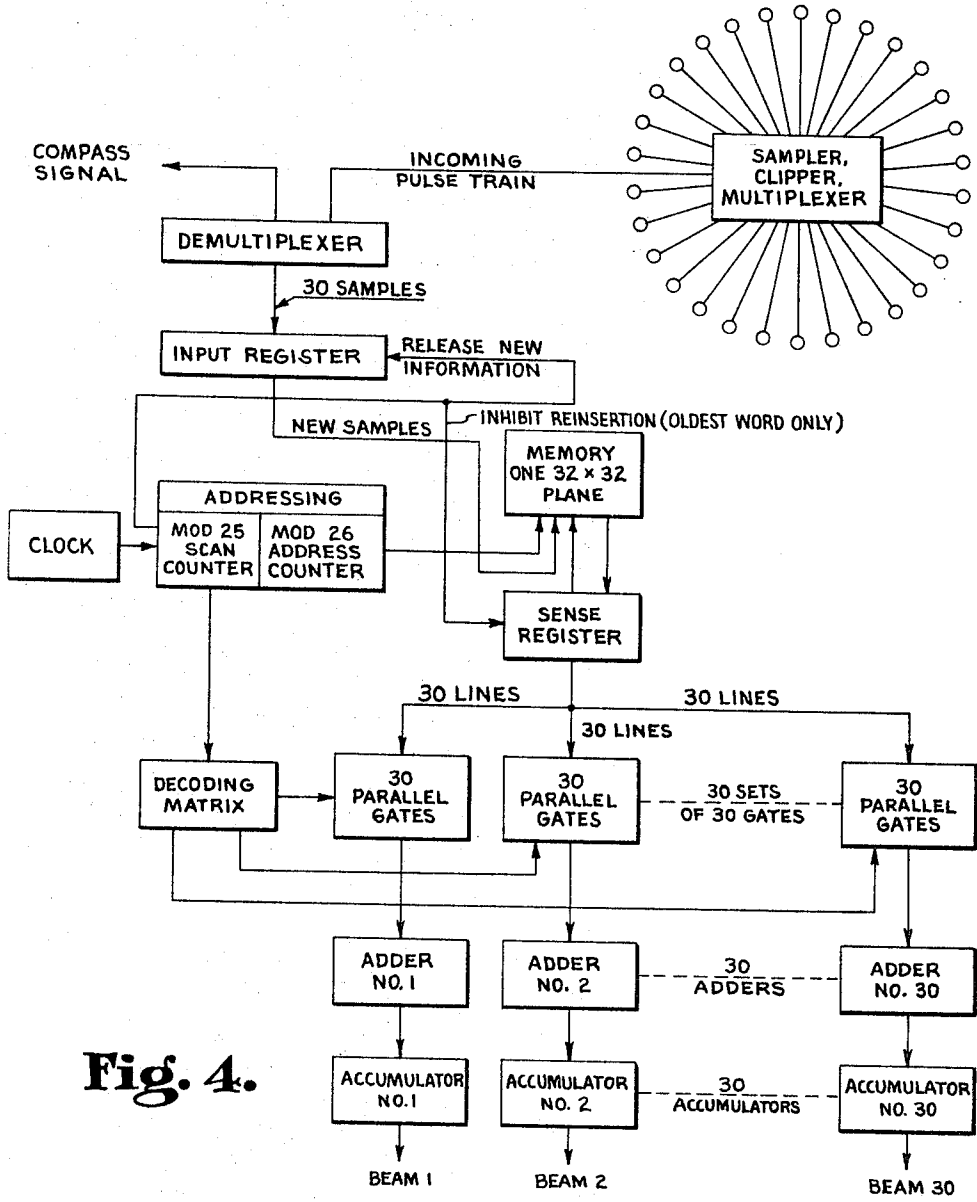 COMPASS
SIGNAL
INCOMING
PULSE TRAIN
SAMPLER,
CLIPPER,
MULTIPLEXER
DEMULTIPLEXER
30 SAMPLES
INPUT REGISTER
RELEASE NEW
INFORMATION
INHIBIT REINSERTION (OLDEST WORD ONLY)
NEW SAMPLES
MEMORY
ONE 32 × 32
PLANE
ADDRESSING
CLOCK
MOD 25
SCAN
COUNTER
MOD 26
ADDRESS
COUNTER
SENSE
REGISTER
30 LINES
30 LINES
30 LINES
DECODING
MATRIX
30
PARALLEL
GATES
30
PARALLEL
GATES
30 SETS
OF 30 GATES
30
PARALLEL
GATES
ADDER
NO. 1
ADDER
NO. 2
30
ADDERS
ADDER
NO. 30
Fig. 4.
ACCUMULATOR
NO. 1
ACCUMULATOR
NO. 2
30
ACCUMULATORS
ACCUMULATOR
NO. 30
BEAM 1
BEAM 2
BEAM 30